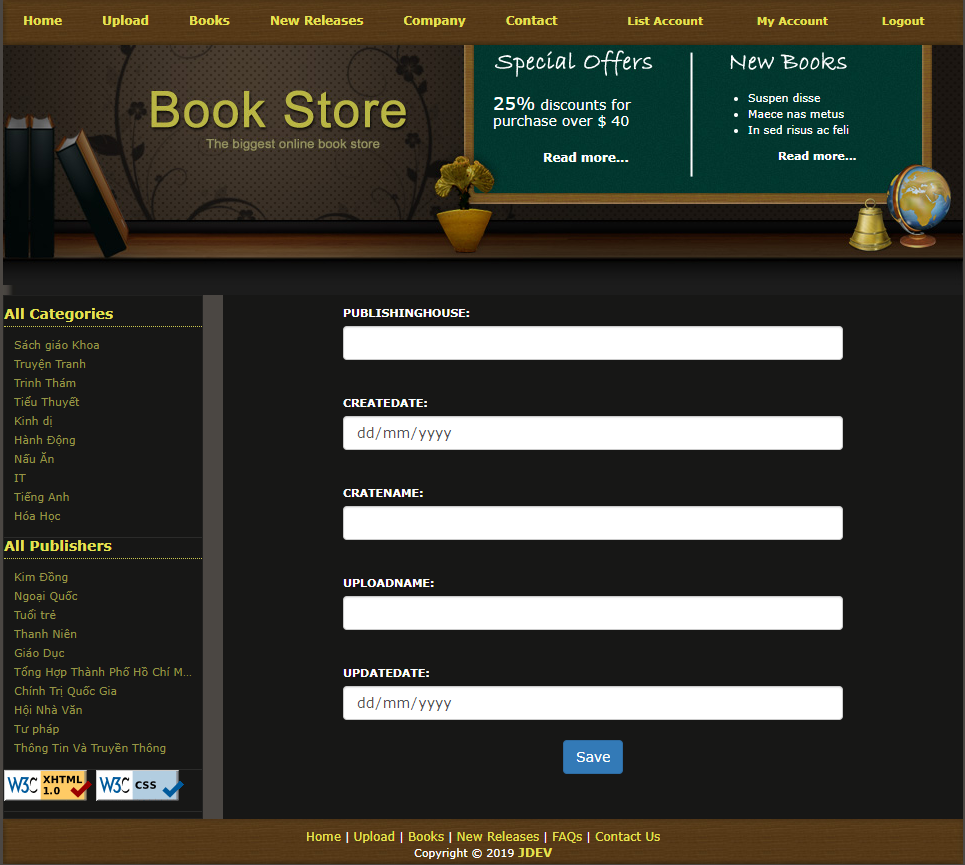 Home Upload Books New Releases Company Contact List Account My Account Logout
Book Store
The biggest online book store
Special Offers
25% discounts for
purchase over $ 40
Read more...
New Books
Suspen disse
Maece nas metus
In sed risus ac feli
Read more...
All Categories
Sách giáo Khoa
Truyện Tranh
Trinh Thám
Tiểu Thuyết
Kinh dị
Hành Động
Nấu Ăn
IT
Tiếng Anh
Hóa Học
All Publishers
Kim Đồng
Ngoại Quốc
Tuổi trẻ
Thanh Niên
Giáo Dục
Tổng Hợp Thành Phố Hồ Chí M...
Chính Trị Quốc Gia
Hội Nhà Văn
Tư pháp
Thông Tin Và Truyền Thông
W3C XHTML 1.0
W3C CSS
PUBLISHINGHOUSE:
CREATEDATE:
dd/mm/yyyy
CRATENAME:
UPLOADNAME:
UPDATEDATE:
dd/mm/yyyy
Save
Home | Upload | Books | New Releases | FAQs | Contact Us
Copyright © 2019 JDEV